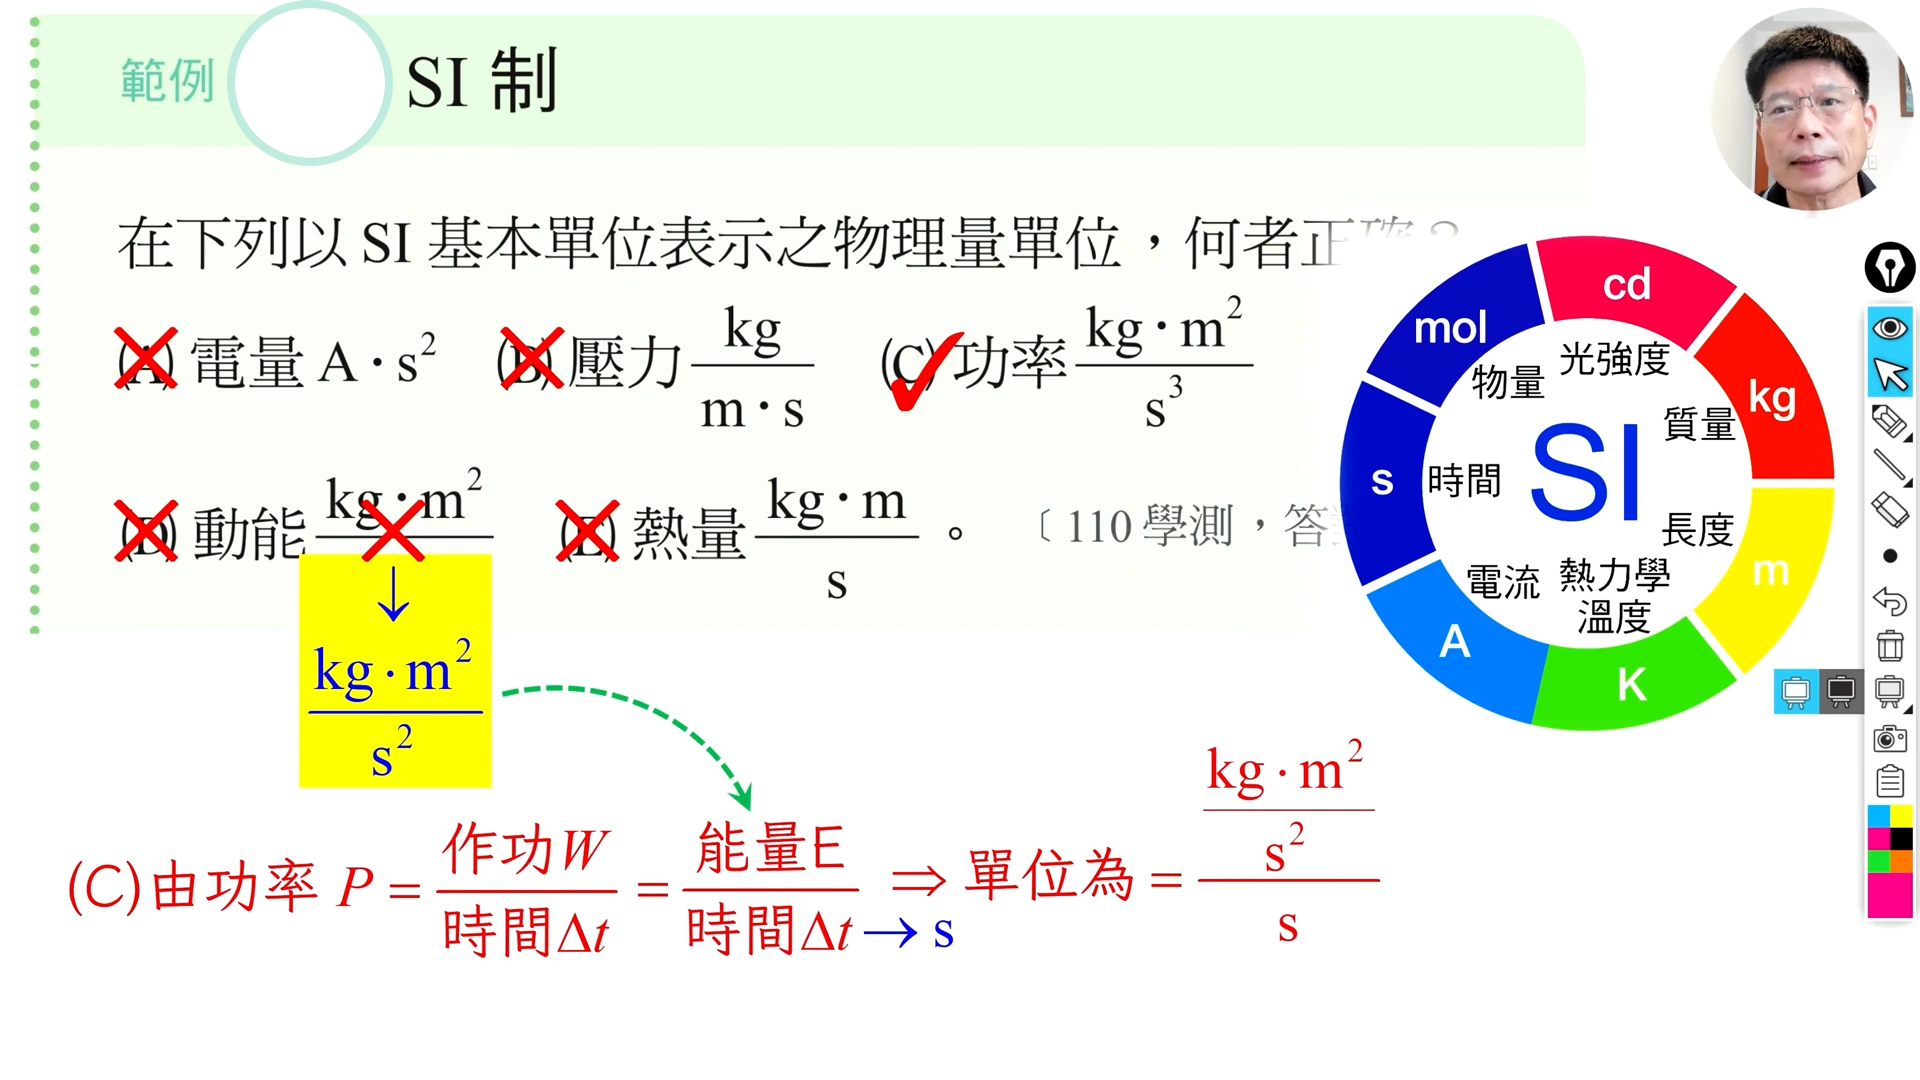 範例 SI 制
在下列以 SI 基本單位表示之物理量單位，何者正確？
(A) 電量 A·s² (B) 壓力 kg / m·s (C) 功率 kg·m² / s³
(D) 動能 kg·m²
(E) 熱量 kg·m / s 。 〔110 學測，答
↓
kg·m² / s²
(C)由功率 P = 作功W / 時間Δt = 能量E / 時間Δt → s ⇒ 單位為 = kg·m² / s² / s
cd
kg
m
K
A
s
mol
光強度
物量
質量
SI
時間
長度
電流
熱力學
溫度